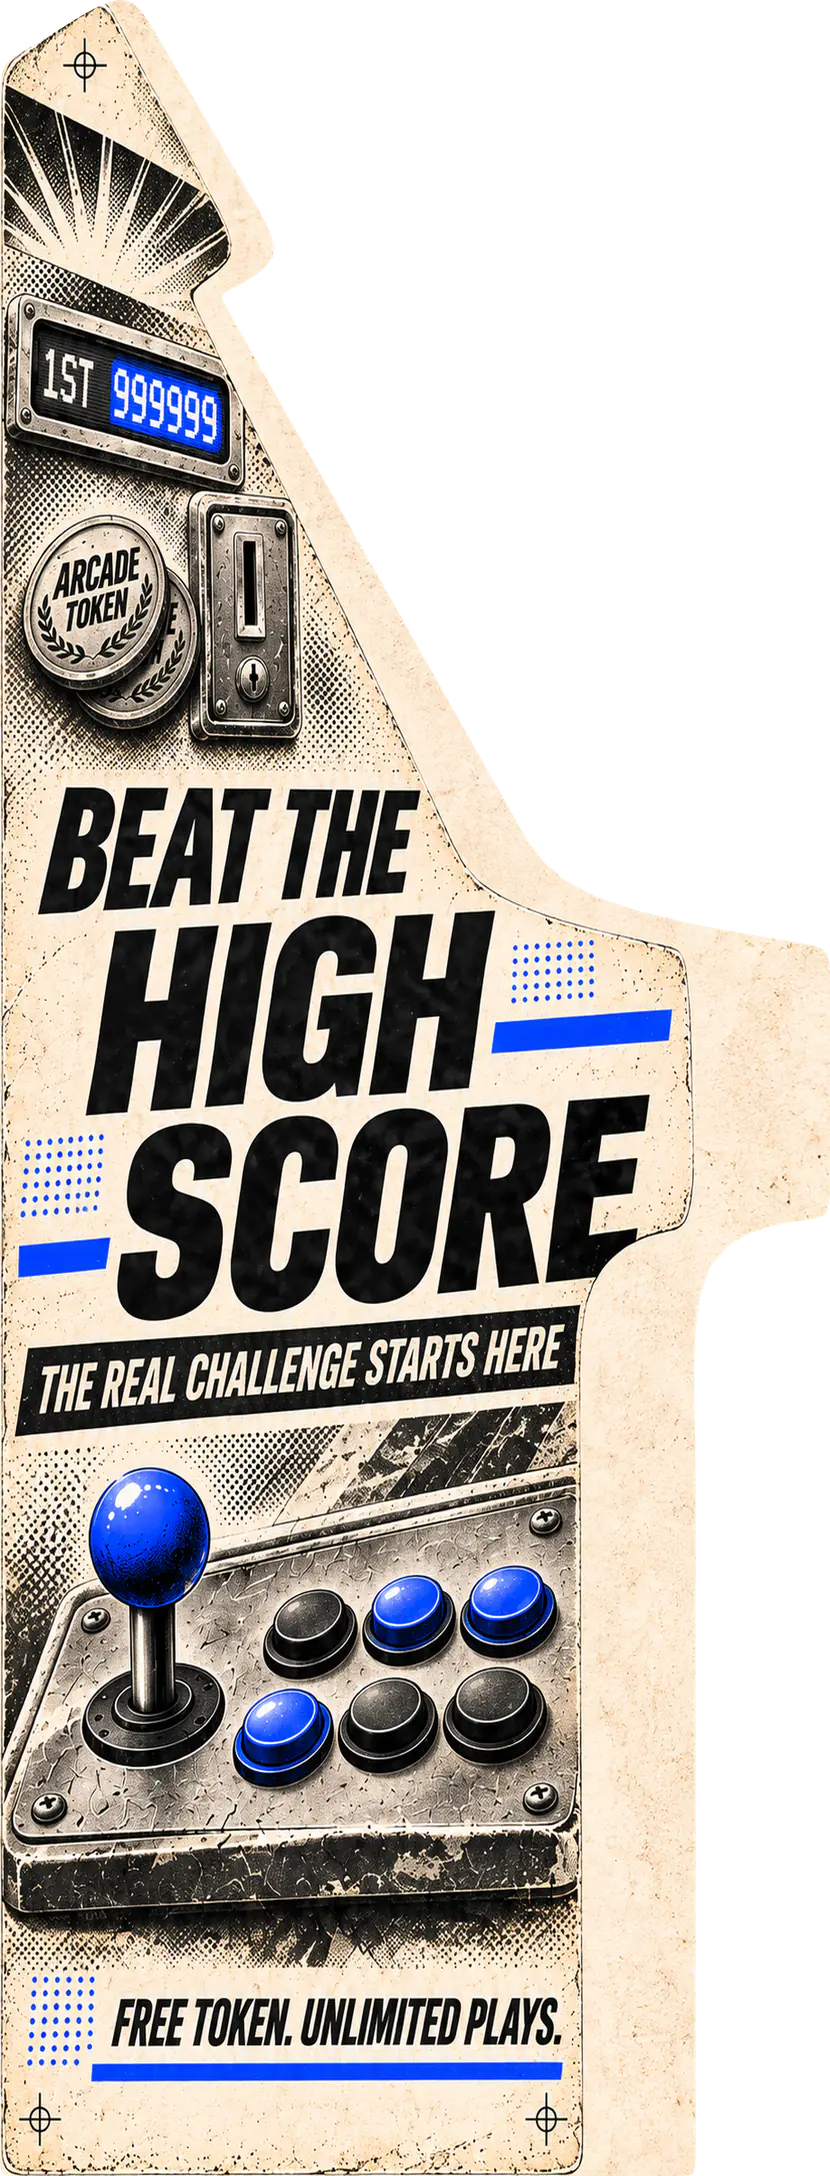 1ST 999999
ARCADE
TOKEN
E
BEAT THE
HIGH
SCORE
THE REAL CHALLENGE STARTS HERE
FREE TOKEN. UNLIMITED PLAYS.